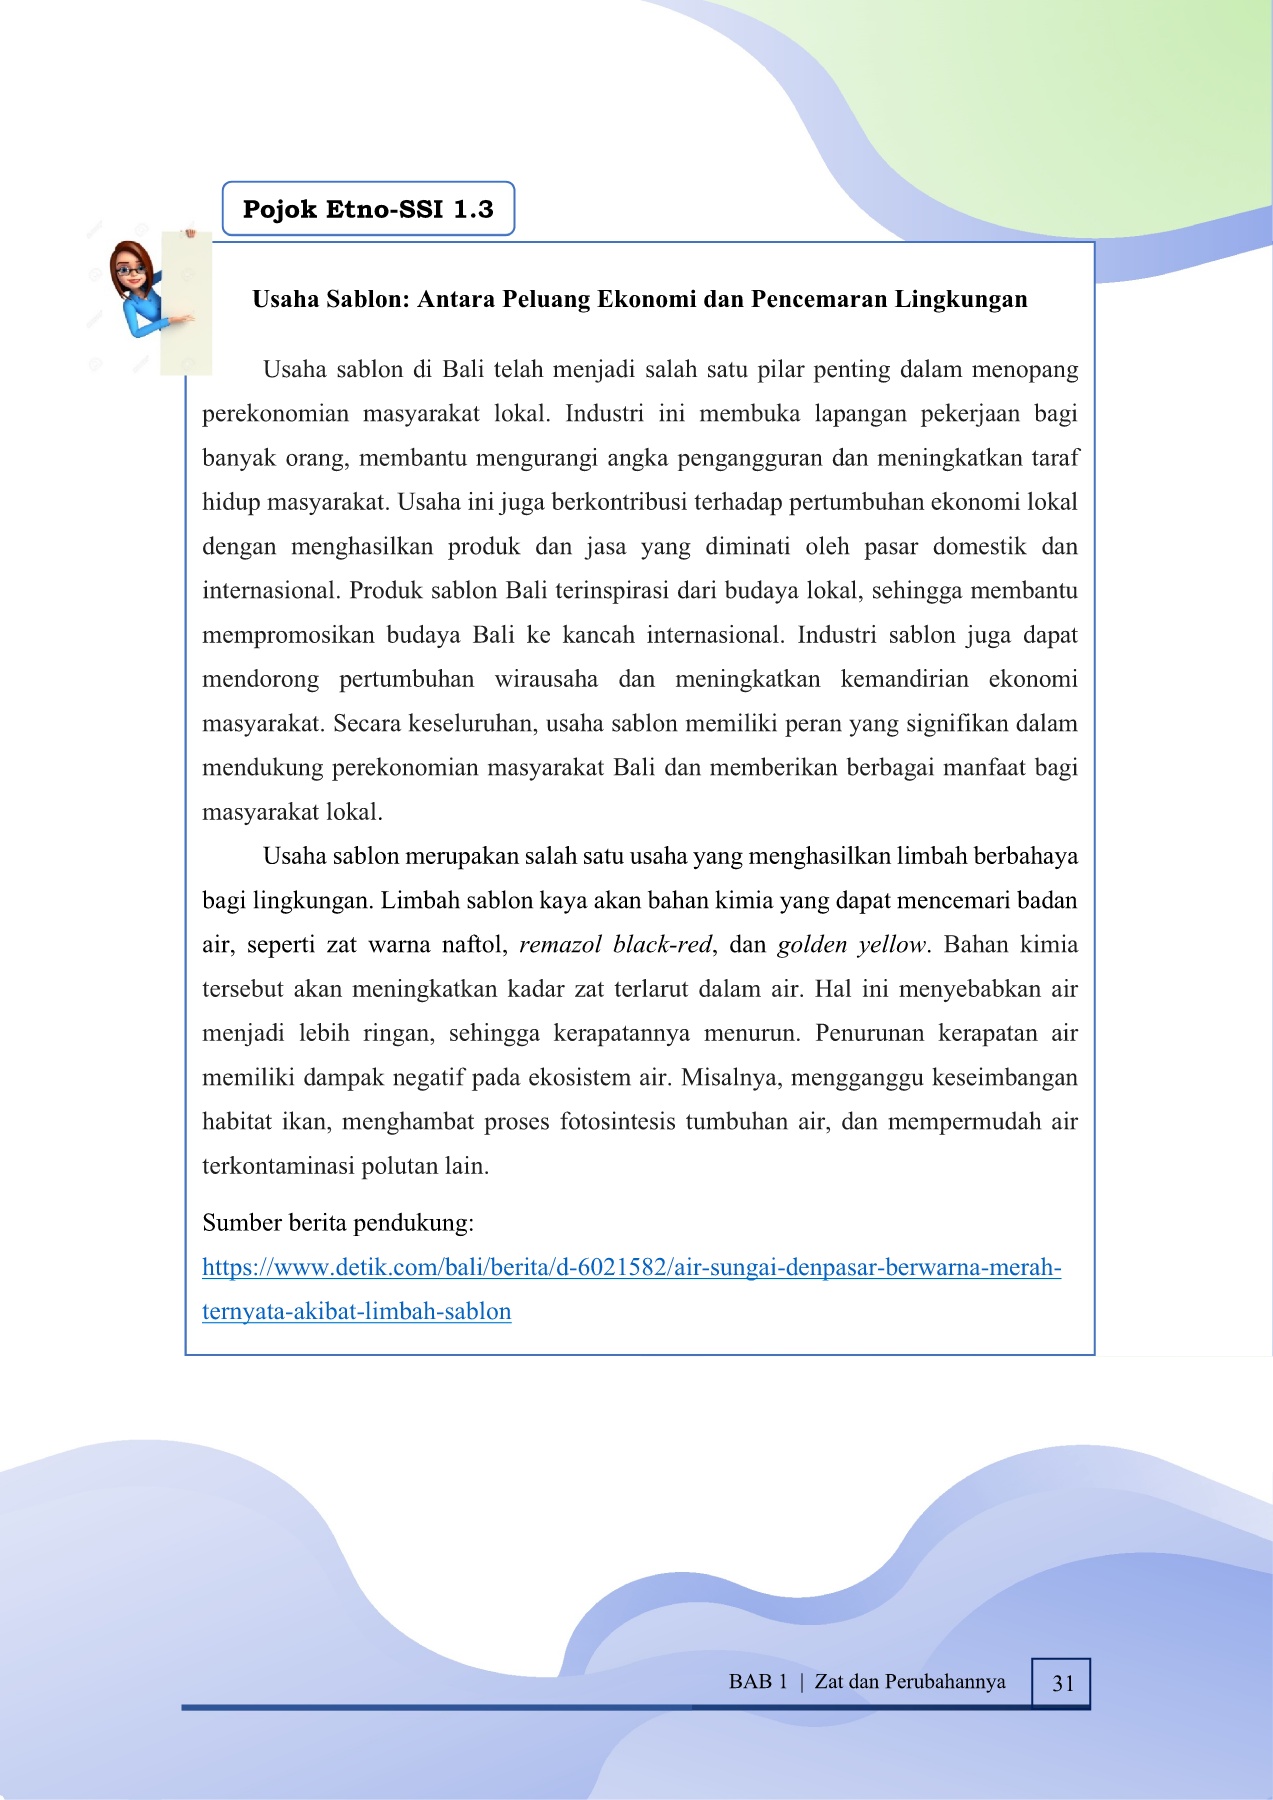 Pojok Etno-SSI 1.3
Usaha Sablon: Antara Peluang Ekonomi dan Pencemaran Lingkungan
Usaha sablon di Bali telah menjadi salah satu pilar penting dalam menopang
perekonomian masyarakat lokal. Industri ini membuka lapangan pekerjaan bagi
banyak orang, membantu mengurangi angka pengangguran dan meningkatkan taraf
hidup masyarakat. Usaha ini juga berkontribusi terhadap pertumbuhan ekonomi lokal
dengan menghasilkan produk dan jasa yang diminati oleh pasar domestik dan
internasional. Produk sablon Bali terinspirasi dari budaya lokal, sehingga membantu
mempromosikan budaya Bali ke kancah internasional. Industri sablon juga dapat
mendorong pertumbuhan wirausaha dan meningkatkan kemandirian ekonomi
masyarakat. Secara keseluruhan, usaha sablon memiliki peran yang signifikan dalam
mendukung perekonomian masyarakat Bali dan memberikan berbagai manfaat bagi
masyarakat lokal.
Usaha sablon merupakan salah satu usaha yang menghasilkan limbah berbahaya
bagi lingkungan. Limbah sablon kaya akan bahan kimia yang dapat mencemari badan
air, seperti zat warna naftol, remazol black-red, dan golden yellow. Bahan kimia
tersebut akan meningkatkan kadar zat terlarut dalam air. Hal ini menyebabkan air
menjadi lebih ringan, sehingga kerapatannya menurun. Penurunan kerapatan air
memiliki dampak negatif pada ekosistem air. Misalnya, mengganggu keseimbangan
habitat ikan, menghambat proses fotosintesis tumbuhan air, dan mempermudah air
terkontaminasi polutan lain.
Sumber berita pendukung:
https://www.detik.com/bali/berita/d-6021582/air-sungai-denpasar-berwarna-merah-
ternyata-akibat-limbah-sablon
BAB 1 | Zat dan Perubahannya 31